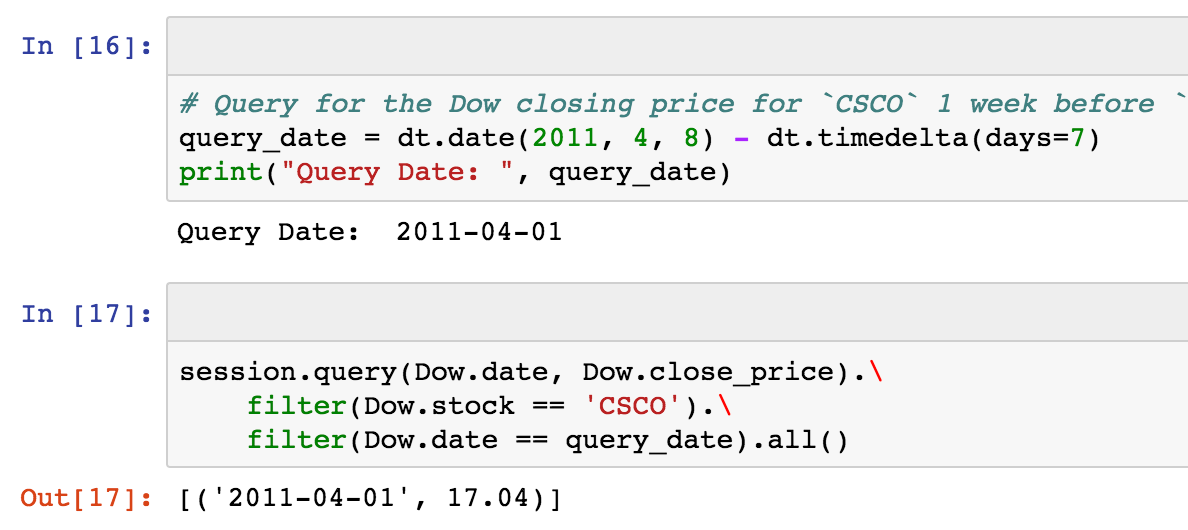 In [16]:
# Query for the Dow closing price for `CSCO` 1 week before `
query_date = dt.date(2011, 4, 8) - dt.timedelta(days=7)
print("Query Date: ", query_date)
Query Date:  2011-04-01
In [17]:
session.query(Dow.date, Dow.close_price).\
    filter(Dow.stock == 'CSCO').\
    filter(Dow.date == query_date).all()
Out[17]: [('2011-04-01', 17.04)]